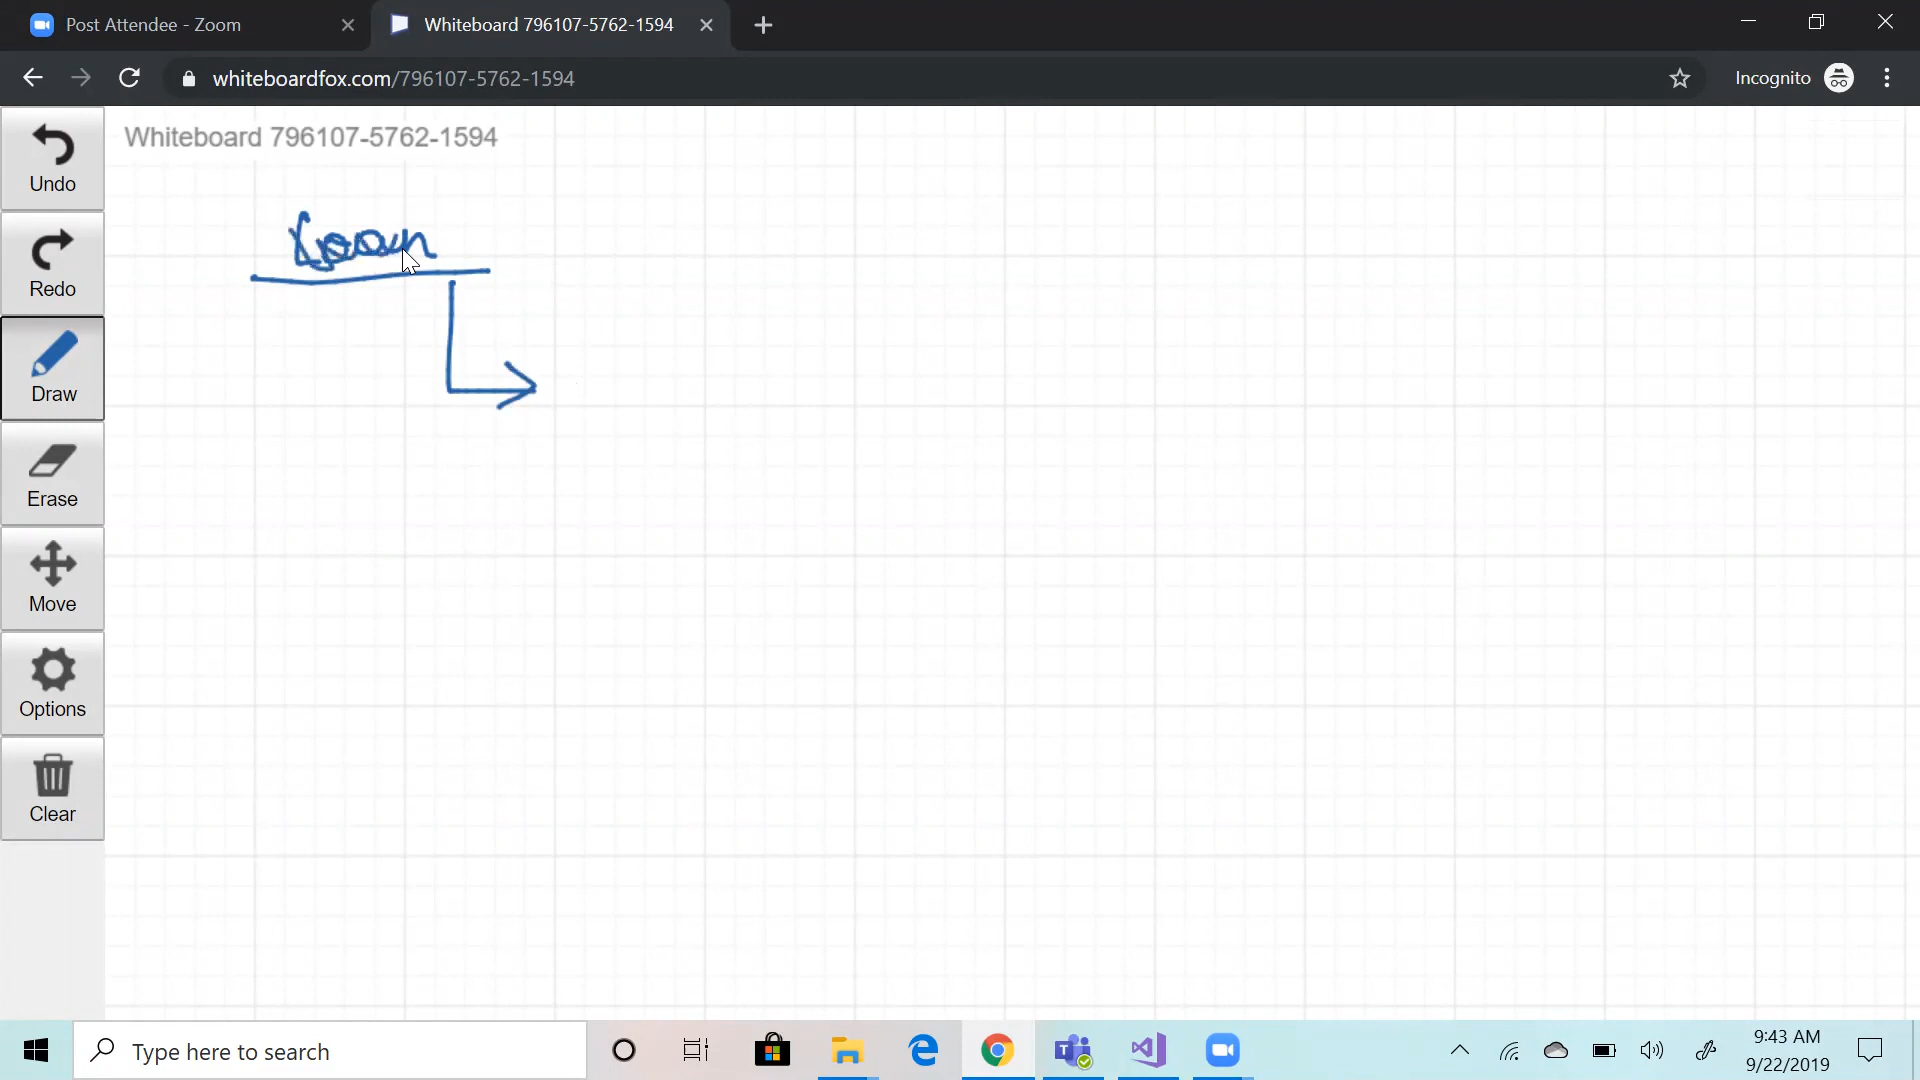 Post Attendee - Zoom
Whiteboard 796107-5762-1594
whiteboardfox.com/796107-5762-1594
Incognito
Whiteboard 796107-5762-1594
Undo
Redo
Draw
Erase
Move
Options
Clear
Type here to search
9:43 AM
9/22/2019